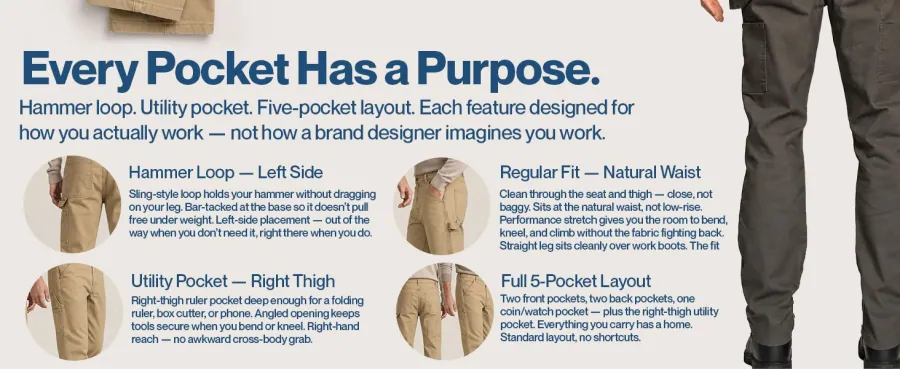 Every Pocket Has a Purpose.
Hammer loop. Utility pocket. Five-pocket layout. Each feature designed for
how you actually work — not how a brand designer imagines you work.
Hammer Loop — Left Side
Sling-style loop holds your hammer without dragging
on your leg. Bar-tacked at the base so it doesn't pull
free under weight. Left-side placement — out of the
way when you don't need it, right there when you do.
Regular Fit — Natural Waist
Clean through the seat and thigh — close, not
baggy. Sits at the natural waist, not low-rise.
Performance stretch gives you the room to bend,
kneel, and climb without the fabric fighting back.
Straight leg sits cleanly over work boots. The fit
Utility Pocket — Right Thigh
Right-thigh ruler pocket deep enough for a folding
ruler, box cutter, or phone. Angled opening keeps
tools secure when you bend or kneel. Right-hand
reach — no awkward cross-body grab.
Full 5-Pocket Layout
Two front pockets, two back pockets, one
coin/watch pocket — plus the right-thigh utility
pocket. Everything you carry has a home.
Standard layout, no shortcuts.